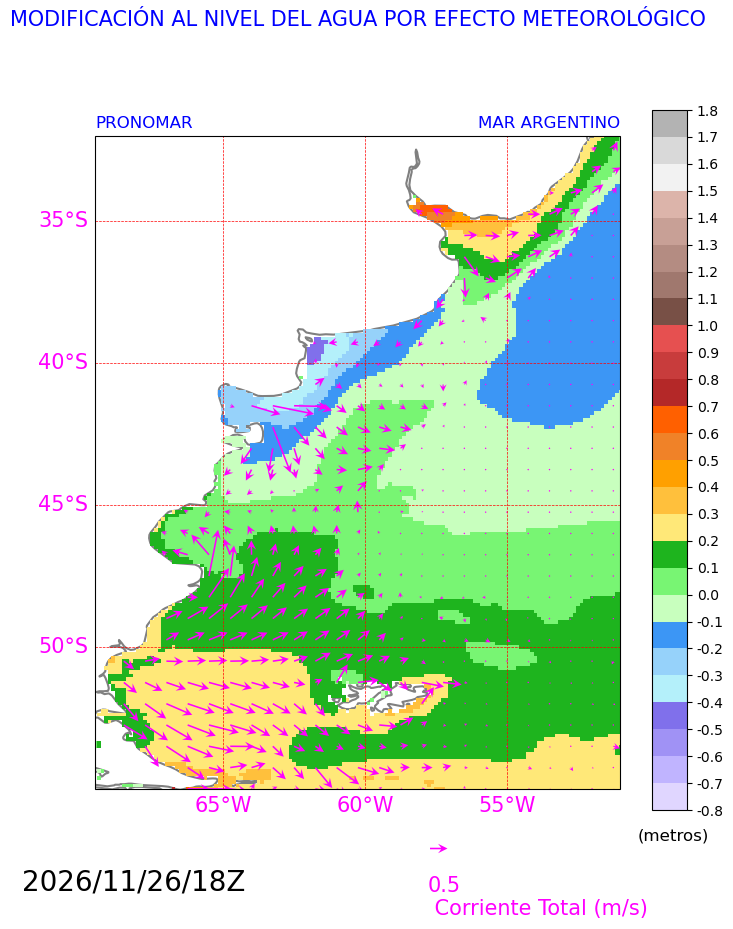 MODIFICACIÓN AL NIVEL DEL AGUA POR EFECTO METEOROLÓGICO
PRONOMAR
MAR ARGENTINO
35°S
40°S
45°S
50°S
65°W
60°W
55°W
1.8
1.7
1.6
1.5
1.4
1.3
1.2
1.1
1.0
0.9
0.8
0.7
0.6
0.5
0.4
0.3
0.2
0.1
0.0
-0.1
-0.2
-0.3
-0.4
-0.5
-0.6
-0.7
-0.8
(metros)
2026/11/26/18Z
0.5
Corriente Total (m/s)